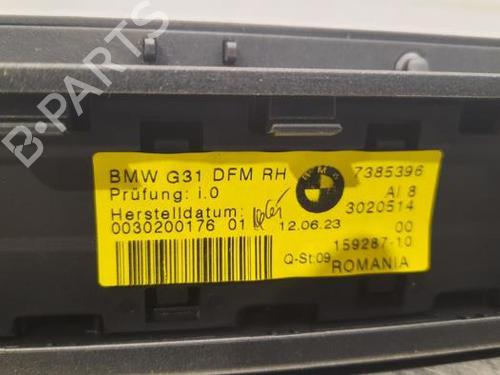 B-PARTS
BMW G31 DFM RH
7385396
Prüfung: i.O
AI 8
Herstelldatum:
3020514
0030200176 01
12.06.23
00
159287-10
Q-St:09
ROMANIA
BMW